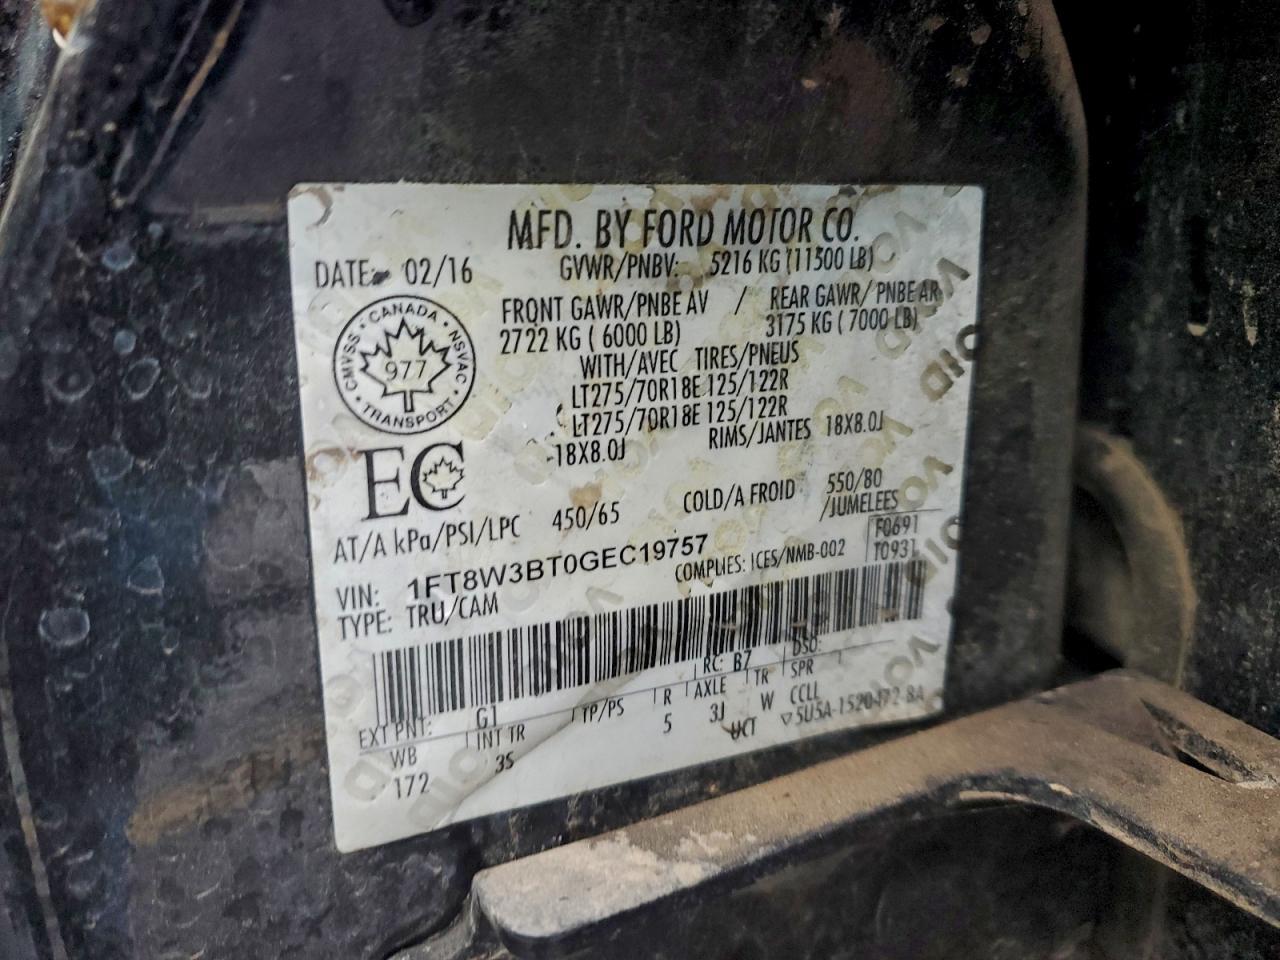 MFD. BY FORD MOTOR CO.
DATE: 02/16 GVWR/PNBV: 5216 KG (11500 LB)
FRONT GAWR/PNBE AV / REAR GAWR/PNBE AR
2722 KG ( 6000 LB) 3175 KG ( 7000 LB)
WITH/AVEC TIRES/PNEUS
LT275/70R18E 125/122R
LT275/70R18E 125/122R
18X8.0J RIMS/JANTES 18X8.0J
CMVSS • CANADA • NSVAC • TRANSPORT •
977
EC
AT/A kPa/PSI/LPC 450/65 COLD/A FROID 550/80
/JUMELEES
VIN: 1FT8W3BT0GEC19757 F0691
TYPE: TRU/CAM COMPLIES: ICES/NMB-002 T0931
EXT PNT: G1 RC: B7 DSO:
WB INT TR TP/PS R AXLE TR SPR
172 3S 5 3J W CCLL
5U5A-1520472-BA
VOID